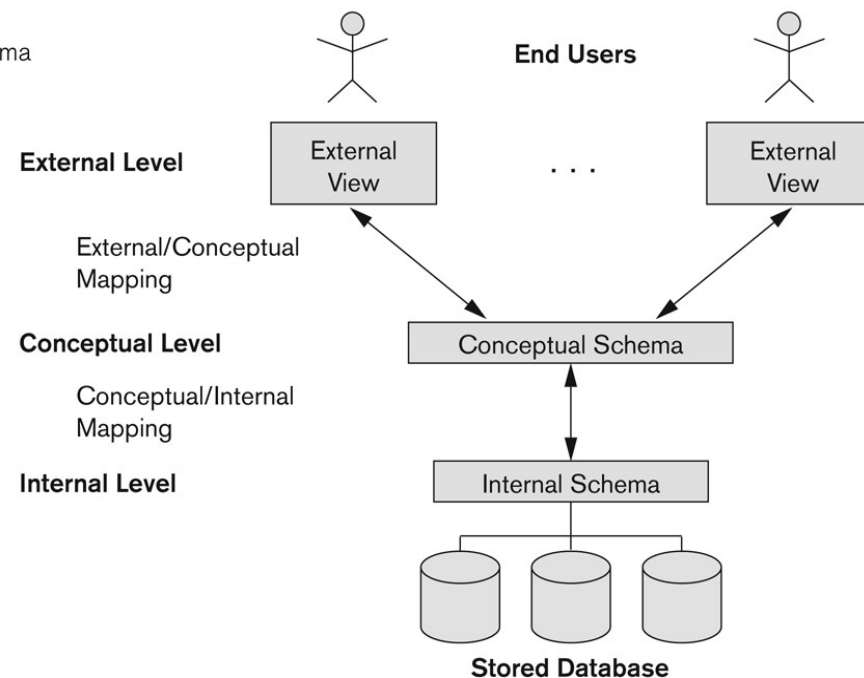 ma
End Users
External Level
External
View
. . .
External
View
External/Conceptual
Mapping
Conceptual Level
Conceptual Schema
Conceptual/Internal
Mapping
Internal Level
Internal Schema
Stored Database